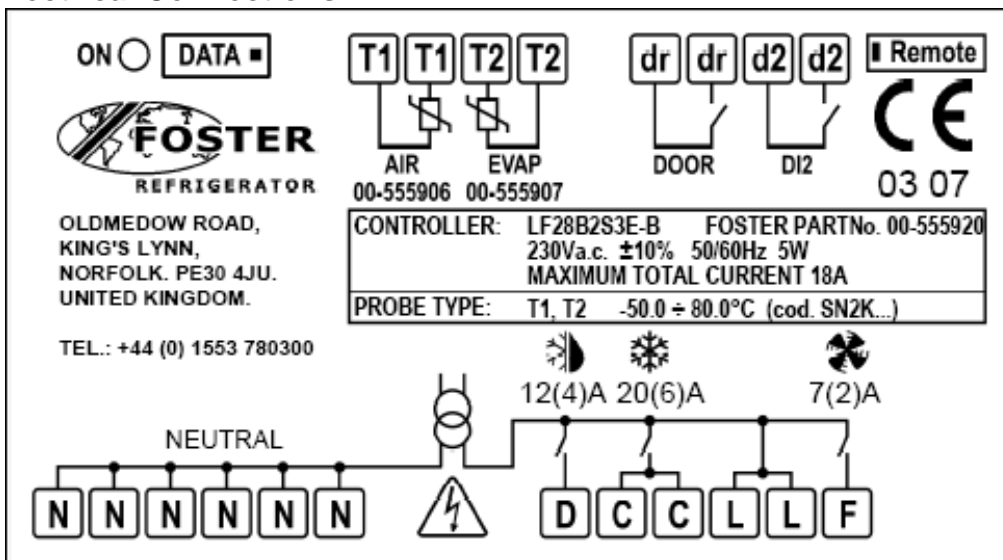 ON DATA T1 T1 T2 T2 dr dr d2 d2 Remote
FOSTER
REFRIGERATOR
AIR EVAP DOOR DI2 CE
00-555906 00-555907 03 07
OLDMEDOW ROAD,
KING'S LYNN,
NORFOLK. PE30 4JU.
UNITED KINGDOM.
TEL.: +44 (0) 1553 780300
CONTROLLER: LF28B2S3E-B FOSTER PARTNo. 00-555920
230Va.c. ±10% 50/60Hz 5W
MAXIMUM TOTAL CURRENT 18A
PROBE TYPE: T1, T2 -50.0 ÷ 80.0°C (cod. SN2K...)
12(4)A 20(6)A 7(2)A
NEUTRAL
N N N N N N D C C L L F